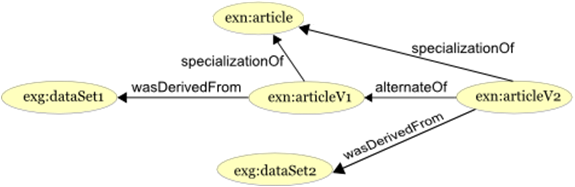 exn:article
specializationOf
specializationOf
wasDerivedFrom
alternateOf
exg:dataSet1
exn:articleV1
exn:articleV2
wasDerivedFrom
exg:dataSet2